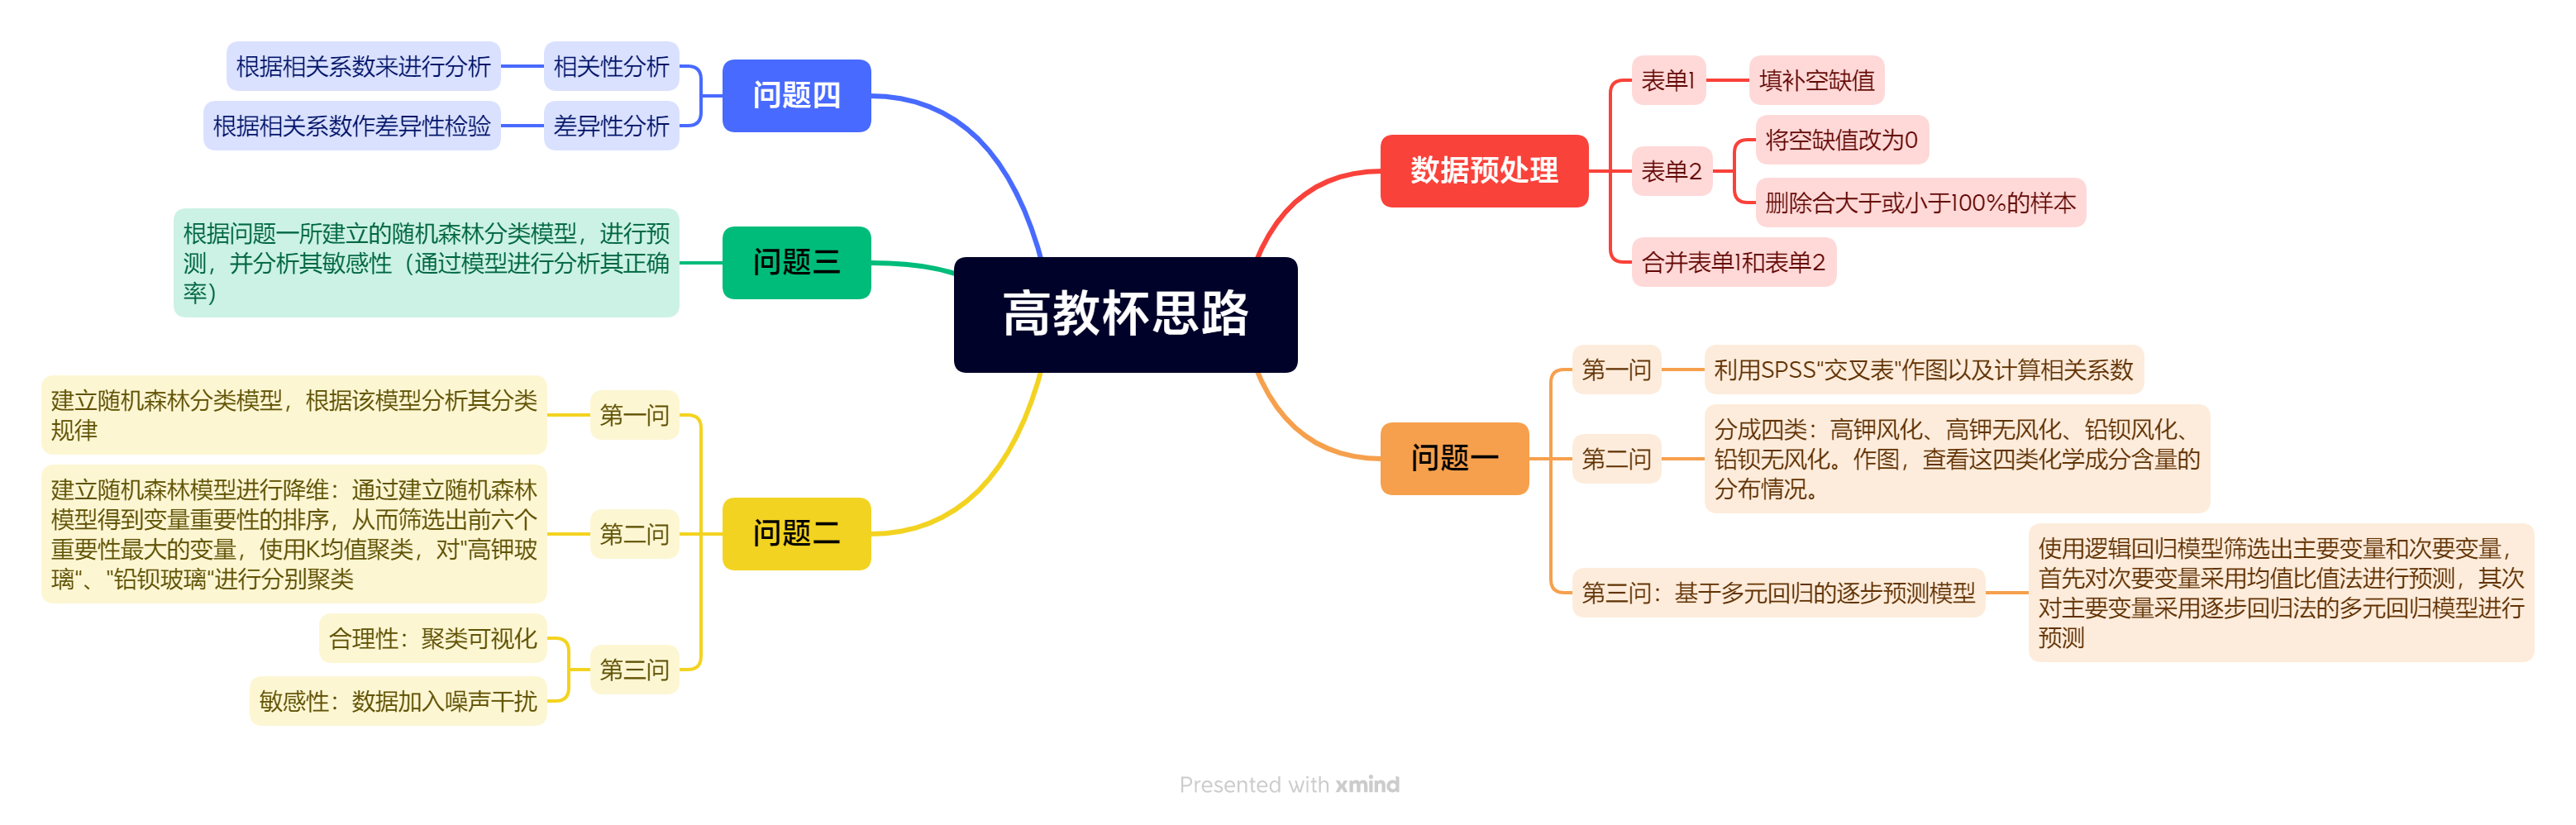 高教杯思路
数据预处理
表单1
填补空缺值
表单2
将空缺值改为0
删除合大于或小于100%的样本
合并表单1和表单2
问题一
第一问
利用SPSS"交叉表"作图以及计算相关系数
第二问
分成四类：高钾风化、高钾无风化、铅钡风化、
铅钡无风化。作图，查看这四类化学成分含量的
分布情况。
第三问：基于多元回归的逐步预测模型
使用逻辑回归模型筛选出主要变量和次要变量，
首先对次要变量采用均值比值法进行预测，其次
对主要变量采用逐步回归法的多元回归模型进行
预测
问题二
第一问
建立随机森林分类模型，根据该模型分析其分类
规律
第二问
建立随机森林模型进行降维：通过建立随机森林
模型得到变量重要性的排序，从而筛选出前六个
重要性最大的变量，使用K均值聚类，对"高钾玻
璃"、"铅钡玻璃"进行分别聚类
第三问
合理性：聚类可视化
敏感性：数据加入噪声干扰
问题三
根据问题一所建立的随机森林分类模型，进行预
测，并分析其敏感性（通过模型进行分析其正确
率）
问题四
相关性分析
根据相关系数来进行分析
差异性分析
根据相关系数作差异性检验
Presented with xmind